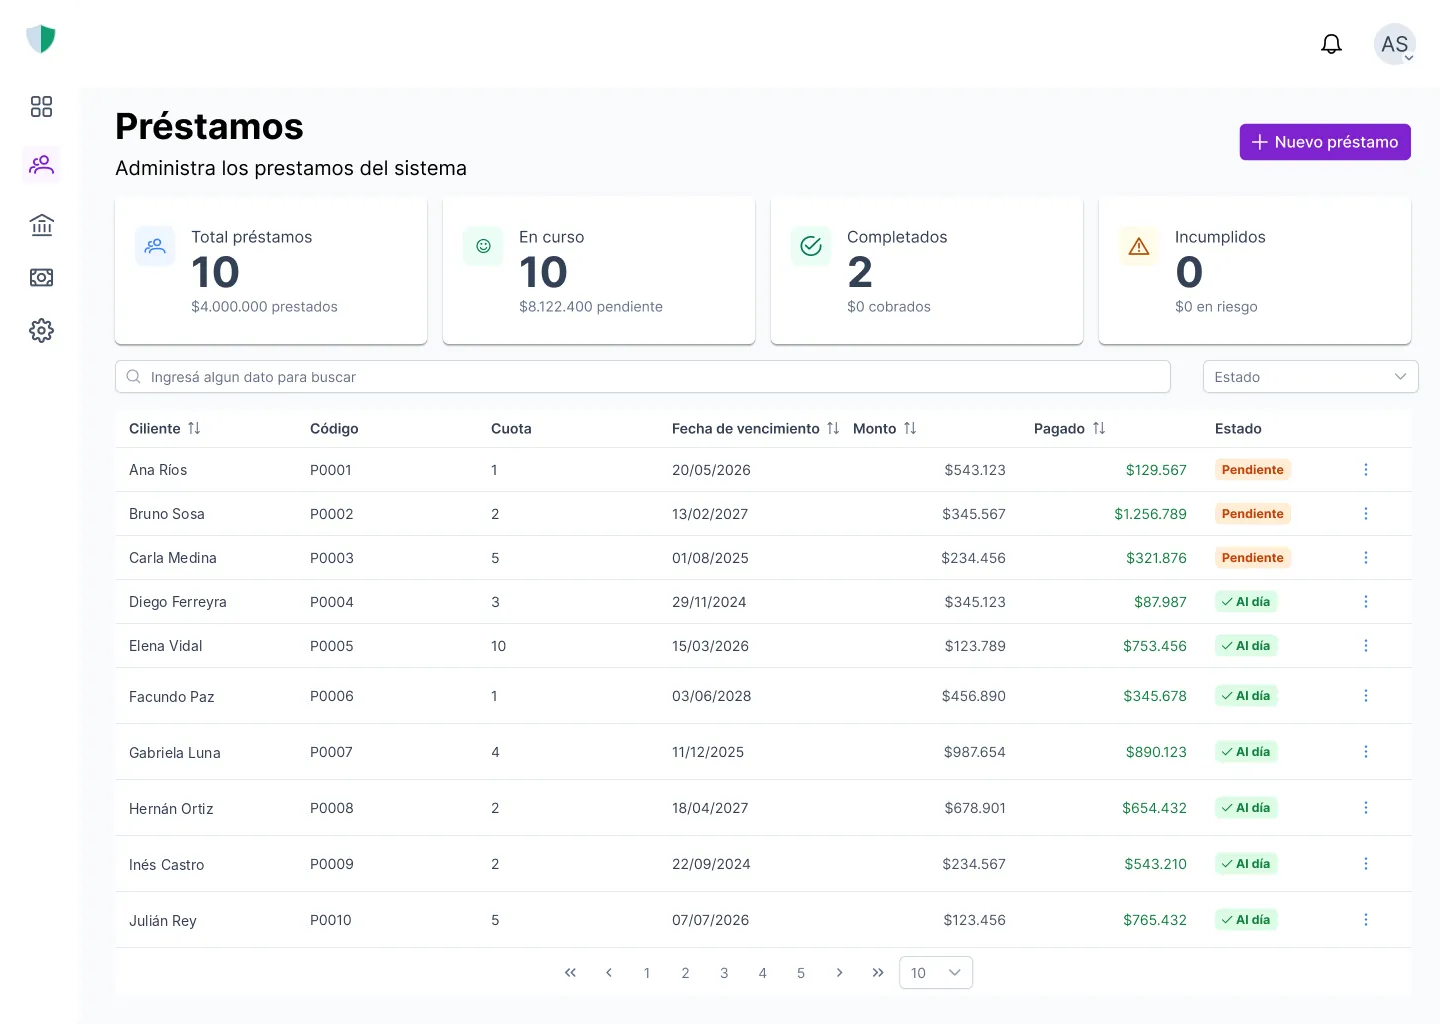 AS
Préstamos
Administra los prestamos del sistema
Nuevo préstamo
Total préstamos
10
$4.000.000 prestados
En curso
10
$8.122.400 pendiente
Completados
2
$0 cobrados
Incumplidos
0
$0 en riesgo
Ingresá algun dato para buscar
Estado
Ciliente Código Cuota Fecha de vencimiento Monto Pagado Estado
Ana Ríos P0001 1 20/05/2026 $543.123 $129.567 Pendiente
Bruno Sosa P0002 2 13/02/2027 $345.567 $1.256.789 Pendiente
Carla Medina P0003 5 01/08/2025 $234.456 $321.876 Pendiente
Diego Ferreyra P0004 3 29/11/2024 $345.123 $87.987 Al día
Elena Vidal P0005 10 15/03/2026 $123.789 $753.456 Al día
Facundo Paz P0006 1 03/06/2028 $456.890 $345.678 Al día
Gabriela Luna P0007 4 11/12/2025 $987.654 $890.123 Al día
Hernán Ortiz P0008 2 18/04/2027 $678.901 $654.432 Al día
Inés Castro P0009 2 22/09/2024 $234.567 $543.210 Al día
Julián Rey P0010 5 07/07/2026 $123.456 $765.432 Al día
1 2 3 4 5 10